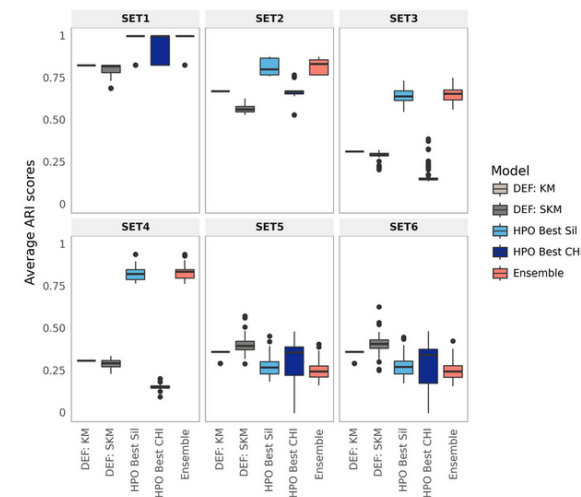 SET1 SET2 SET3
1
0.75
0.50
0.25
0
SET4 SET5 SET6
1
0.75
0.50
0.25
0
Average ARI scores
DEF: KM
DEF: SKM
HPO Best Sil
HPO Best CHI
Ensemble
DEF: KM
DEF: SKM
HPO Best Sil
HPO Best CHI
Ensemble
DEF: KM
DEF: SKM
HPO Best Sil
HPO Best CHI
Ensemble
Model
DEF: KM
DEF: SKM
HPO Best Sil
HPO Best CHI
Ensemble